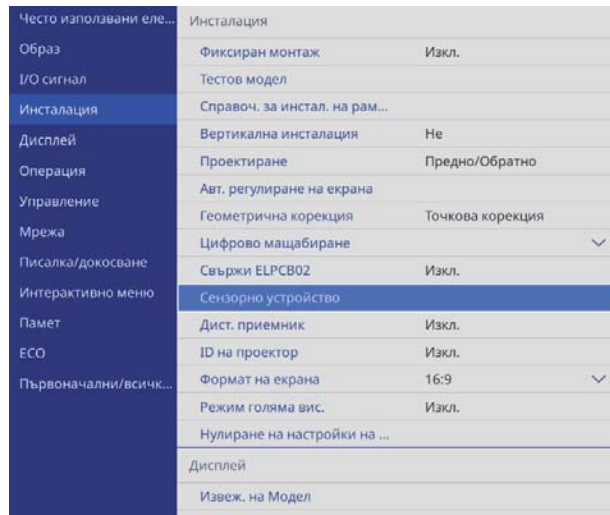 Често използвани еле...
Образ
I/O сигнал
Инсталация
Дисплей
Операция
Управление
Мрежа
Писалка/докосване
Интерактивно меню
Памет
ECO
Първоначални/всичк...
Инсталация
Фиксиран монтаж Изкл.
Тестов модел
Справоч. за инстал. на рам...
Вертикална инсталация Не
Проектиране Предно/Обратно
Авт. регулиране на екрана
Геометрична корекция Точкова корекция
Цифрово мащабиране
Свържи ELPCB02 Изкл.
Сензорно устройство
Дист. приемник Изкл.
ID на проектор Изкл.
Формат на екрана 16:9
Режим голяма вис. Изкл.
Нулиране на настройки на ...
Дисплей
Извеж. на Модел